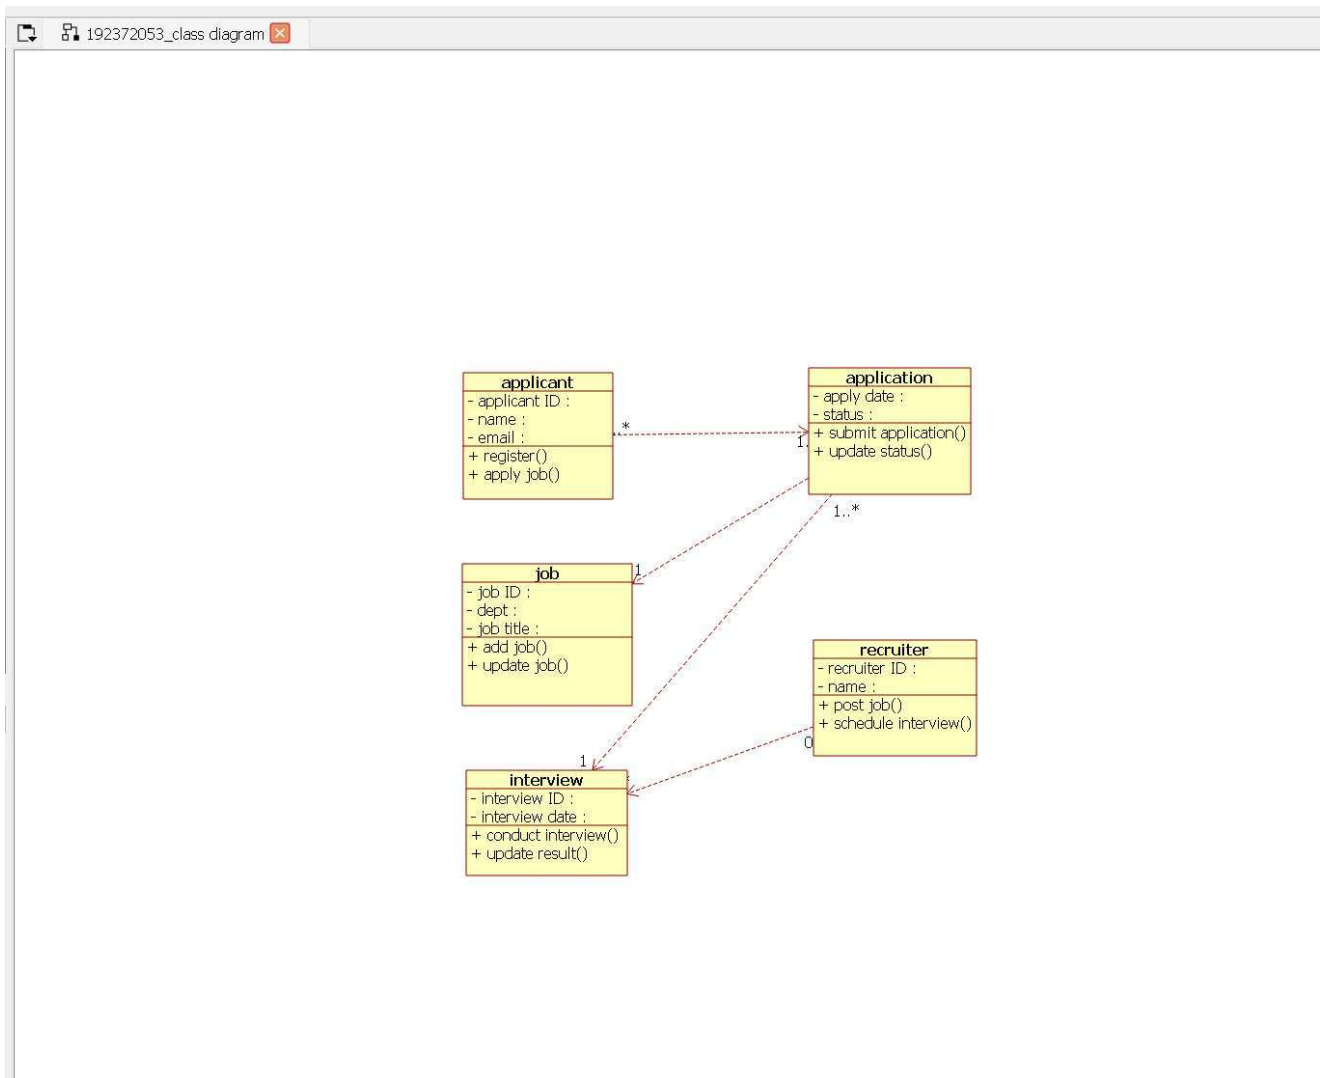 192372053_class diagram
applicant
- applicant ID :
- name :
- email :
+ register()
+ apply job()
..*
1.
application
- apply date :
- status :
+ submit application()
+ update status()
1..*
1
job
- job ID :
- dept :
- job title :
+ add job()
+ update job()
recruiter
- recruiter ID :
- name :
+ post job()
+ schedule interview()
0
1
interview
- interview ID :
- interview date :
+ conduct interview()
+ update result()